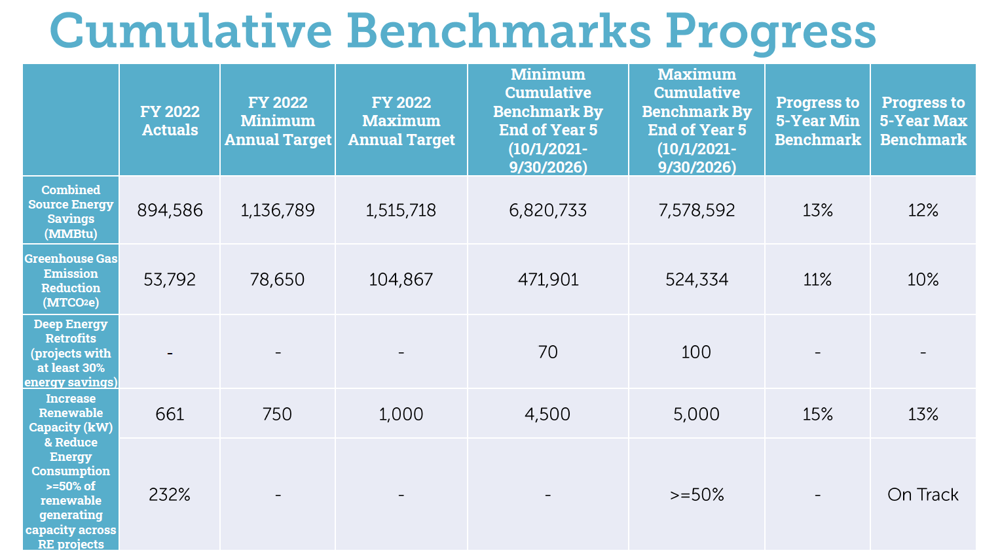 Cumulative Benchmarks Progress
FY 2022
Actuals
FY 2022
Minimum
Annual Target
FY 2022
Maximum
Annual Target
Minimum
Cumulative
Benchmark By
End of Year 5
(10/1/2021-
9/30/2026)
Maximum
Cumulative
Benchmark By
End of Year 5
(10/1/2021-
9/30/2026)
Progress to
5-Year Min
Benchmark
Progress to
5-Year Max
Benchmark
Combined
Source Energy
Savings
(MMBtu)
894,586
1,136,789
1,515,718
6,820,733
7,578,592
13%
12%
Greenhouse Gas
Emission
Reduction
(MTCO2e)
53,792
78,650
104,867
471,901
524,334
11%
10%
Deep Energy
Retrofits
(projects with
at least 30%
energy savings)
-
-
-
70
100
-
-
Increase
Renewable
Capacity (kW)
& Reduce
Energy
Consumption
>=50% of
renewable
generating
capacity across
RE projects
661
750
1,000
4,500
5,000
15%
13%
232%
-
-
-
>=50%
-
On Track